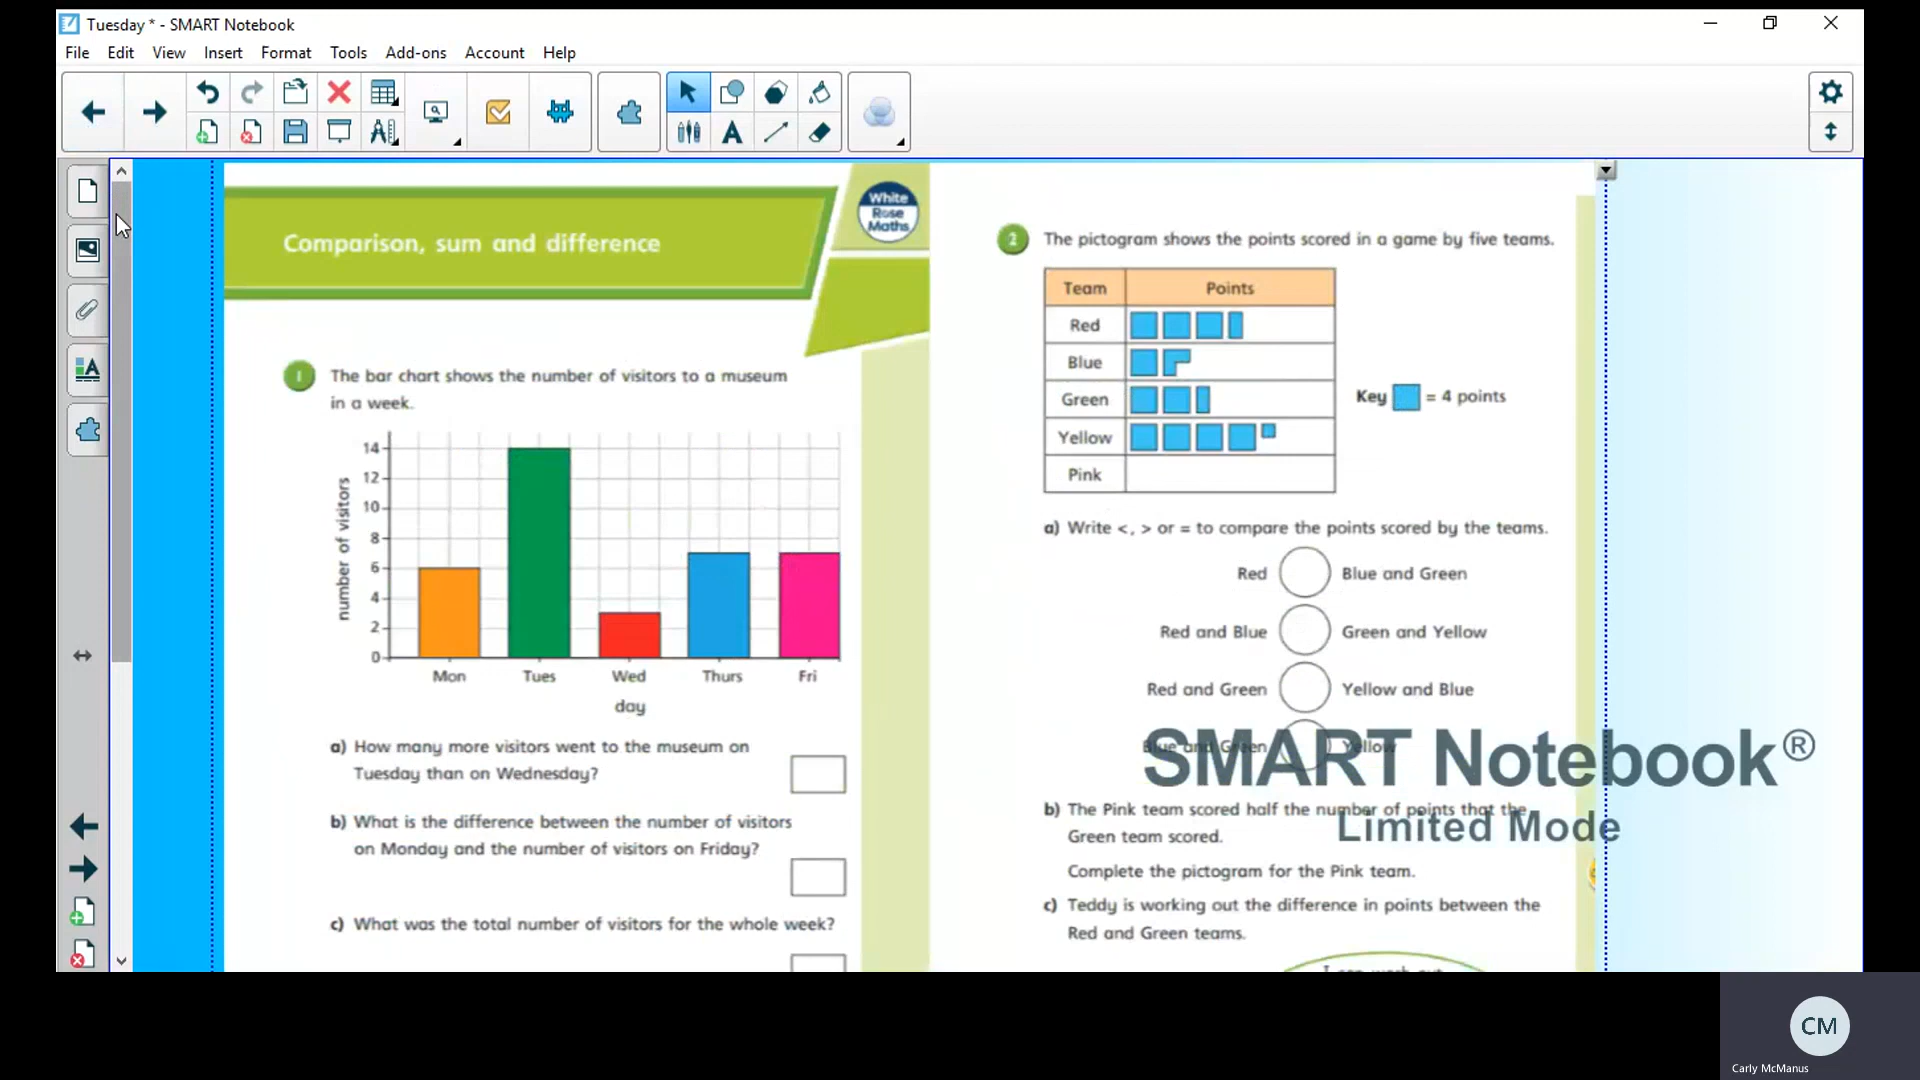 Tuesday * - SMART Notebook
File Edit View Insert Format Tools Add-ons Account Help
Comparison, sum and difference
White
Rose
Maths
1 The bar chart shows the number of visitors to a museum
in a week.
number of visitors
14
12
10
8
6
4
2
0
Mon Tues Wed Thurs Fri
day
a) How many more visitors went to the museum on
Tuesday than on Wednesday?
b) What is the difference between the number of visitors
on Monday and the number of visitors on Friday?
c) What was the total number of visitors for the whole week?
2 The pictogram shows the points scored in a game by five teams.
Team Points
Red
Blue
Green
Yellow
Pink
Key = 4 points
a) Write <, > or = to compare the points scored by the teams.
Red Blue and Green
Red and Blue Green and Yellow
Red and Green Yellow and Blue
Blue and Green Yellow
SMART Notebook®
Limited Mode
b) The Pink team scored half the number of points that the
Green team scored.
Complete the pictogram for the Pink team.
c) Teddy is working out the difference in points between the
Red and Green teams.
I can work out
CM
Carly McManus